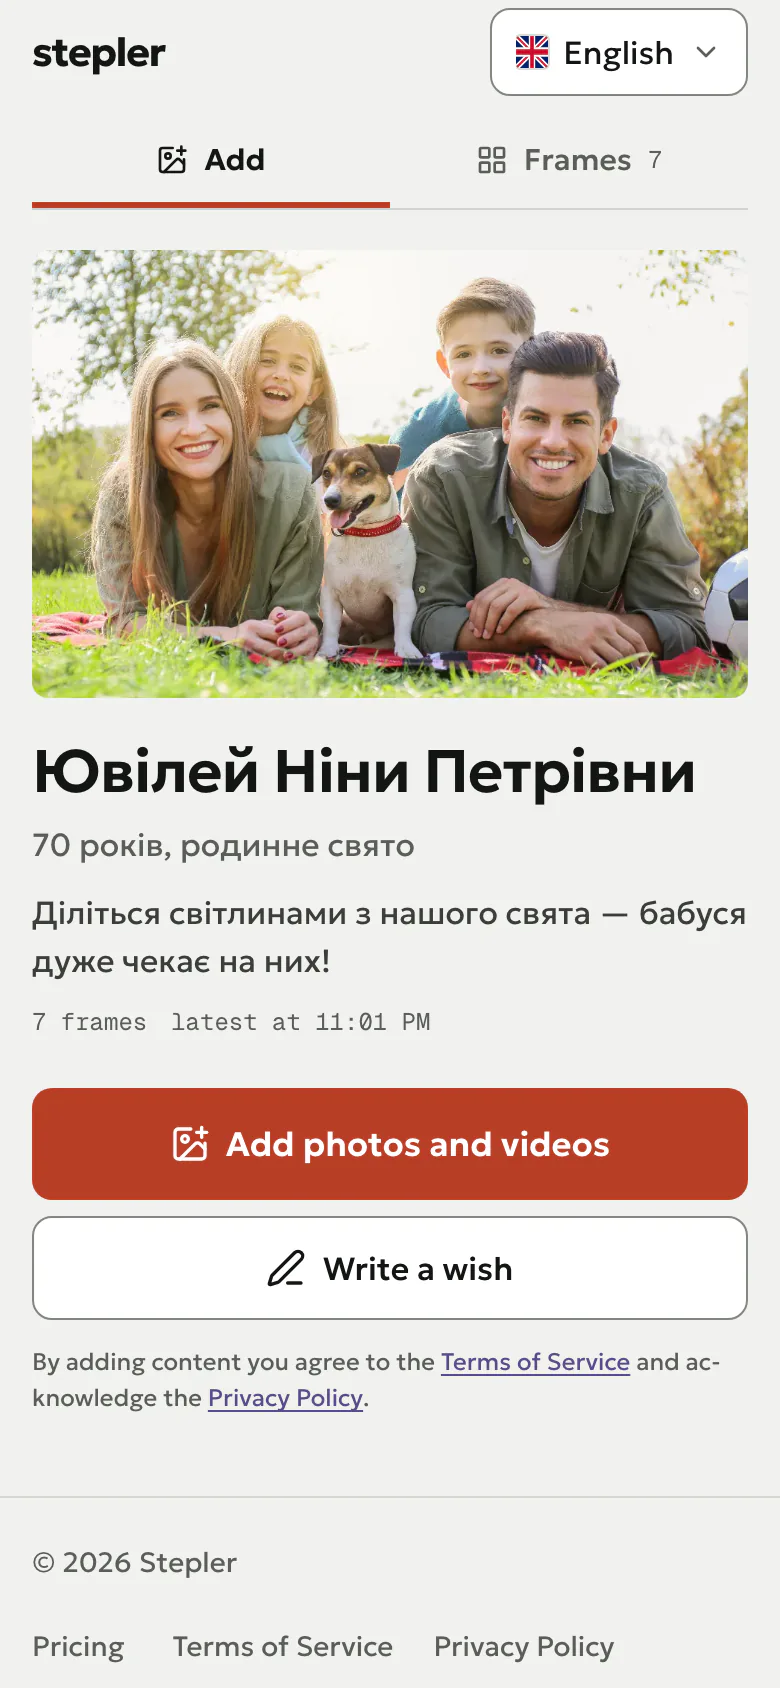 stepler
English
Add
Frames 7
Ювілей Ніни Петрівни
70 років, родинне свято
Діліться світлинами з нашого свята — бабуся
дуже чекає на них!
7 frames latest at 11:01 PM
Add photos and videos
Write a wish
By adding content you agree to the Terms of Service and ac-
knowledge the Privacy Policy.
© 2026 Stepler
Pricing Terms of Service Privacy Policy